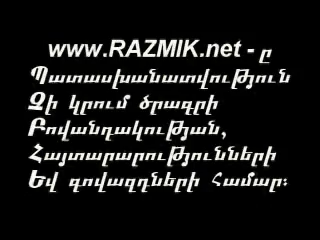 www.RAZMIK.net - ը
Պատասխանատվություն
Չի կրում ծրագրի
Բովանդակության,
Հայտարարությունների
Եվ գովազդների Համար: